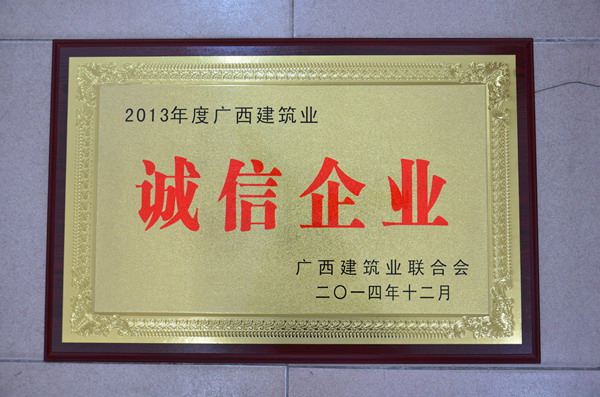 2013年度广西建筑业
诚信企业
广西建筑业联合会
二〇一四年十二月